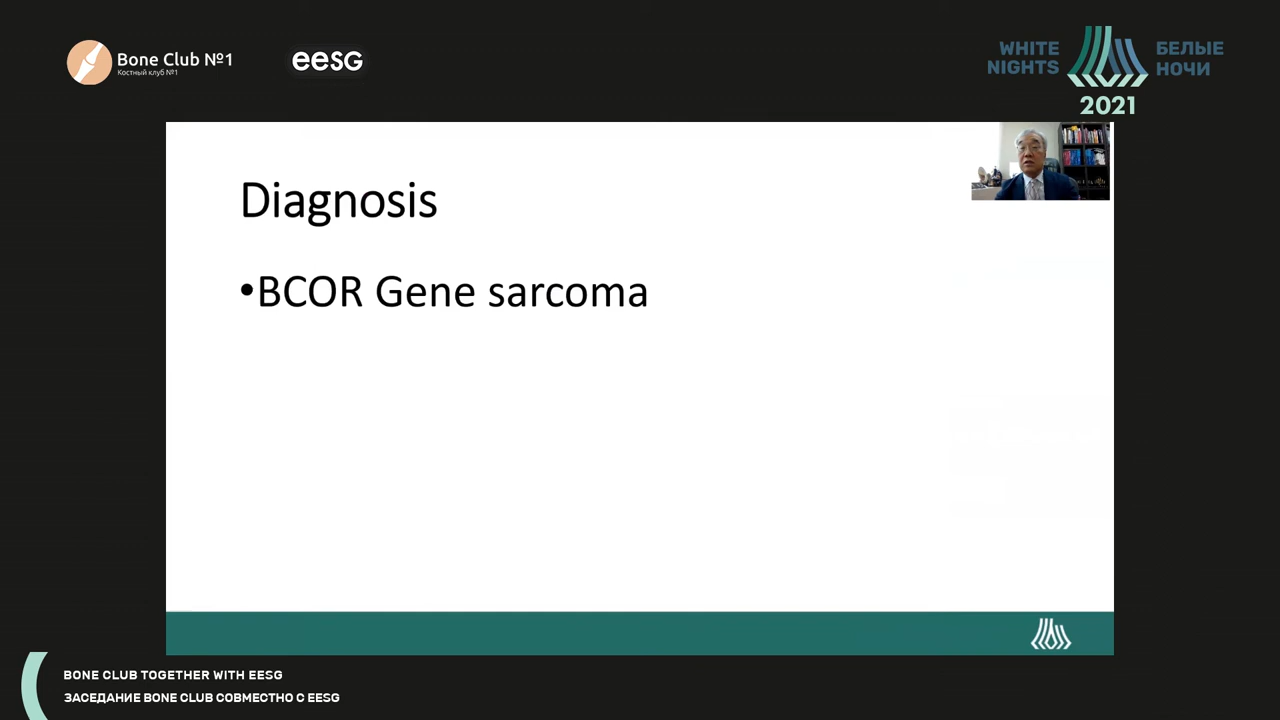 Bone Club №1
Костный клуб №1
eesg
WHITE NIGHTS
БЕЛЫЕ НОЧИ
2021
Diagnosis
•BCOR Gene sarcoma
BONE CLUB TOGETHER WITH EESG
ЗАСЕДАНИЕ BONE CLUB СОВМЕСТНО С EESG